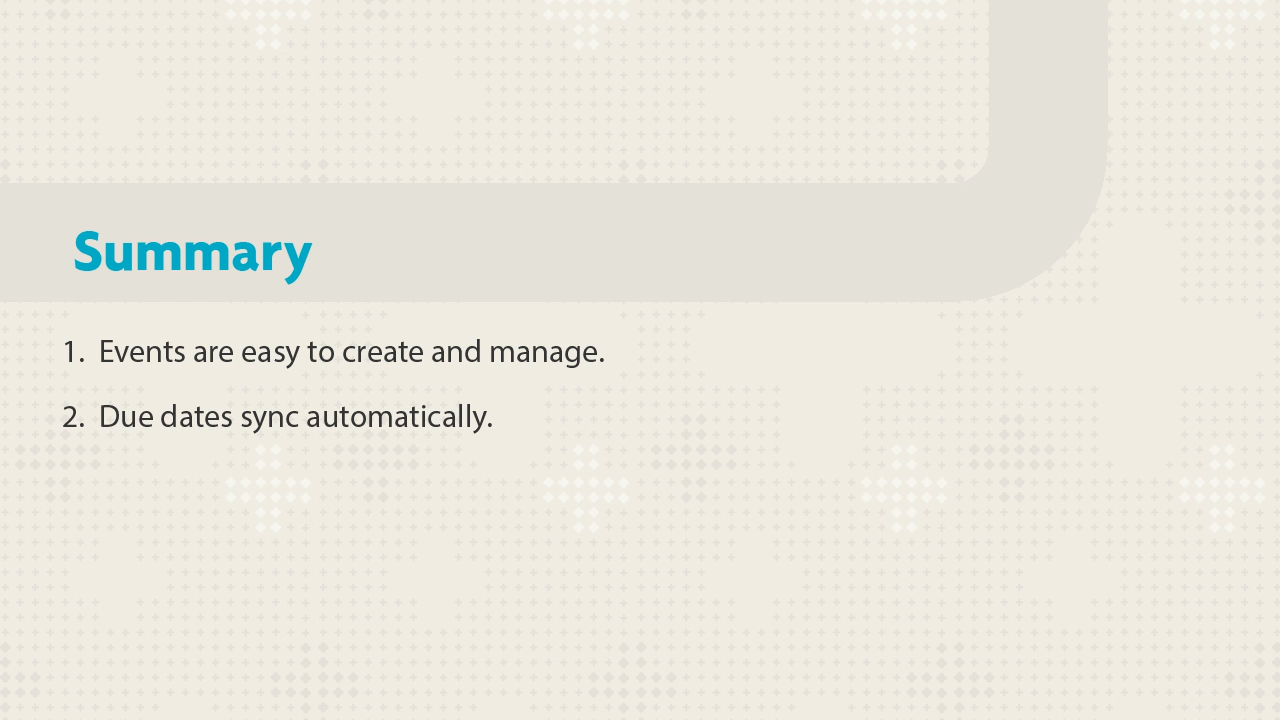 Summary
1. Events are easy to create and manage.
2. Due dates sync automatically.